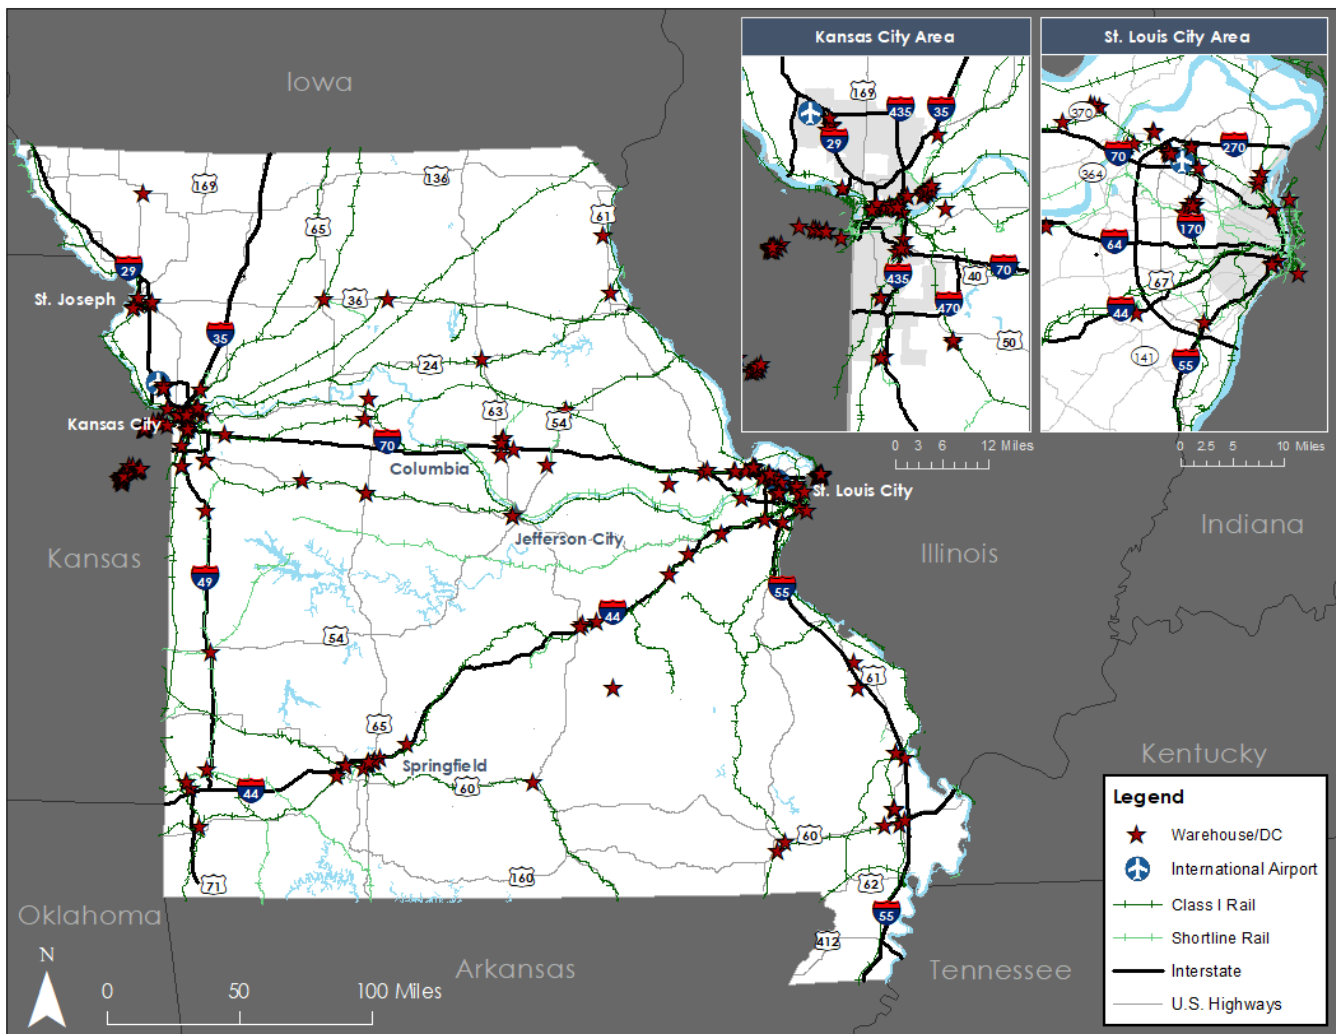 Iowa
Kansas City Area
St. Louis City Area
169
435
35
29
435
40
70
470
50
0 3 6 12 Miles
370
70
270
364
170
64
67
44
141
55
0 2.5 5 10 Miles
169
136
65
61
29
St. Joseph
36
35
24
Kansas City
63
54
70
Columbia
St. Louis City
Jefferson City
Indiana
Illinois
Kansas
49
55
44
54
61
65
Springfield
Kentucky
44
60
60
160
71
62
55
412
Oklahoma
Arkansas
Tennessee
N
0 50 100 Miles
Legend
Warehouse/DC
International Airport
Class I Rail
Shortline Rail
Interstate
U.S. Highways